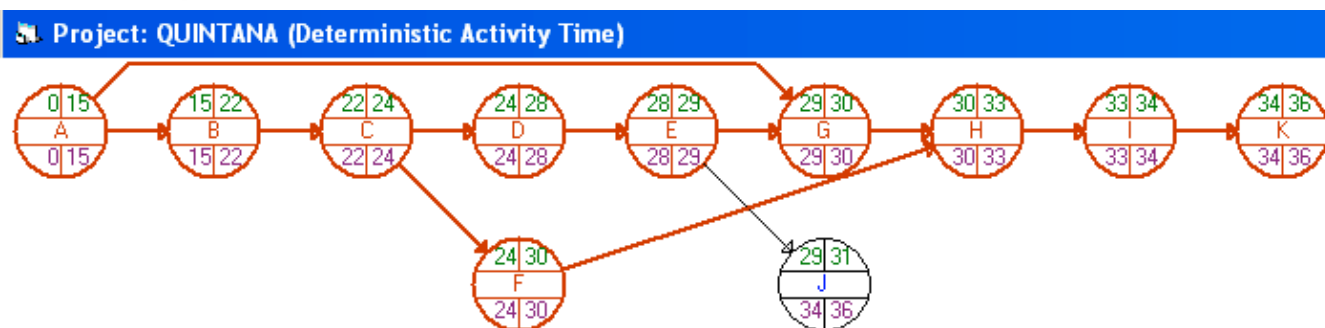 Project: QUINTANA (Deterministic Activity Time)
0 15 15 22 22 24 24 28 28 29 29 30 30 33 33 34 34 36
A B C D E G H I K
0 15 15 22 22 24 24 28 28 29 29 30 30 33 33 34 34 36
24 30 29 31
F J
24 30 34 36